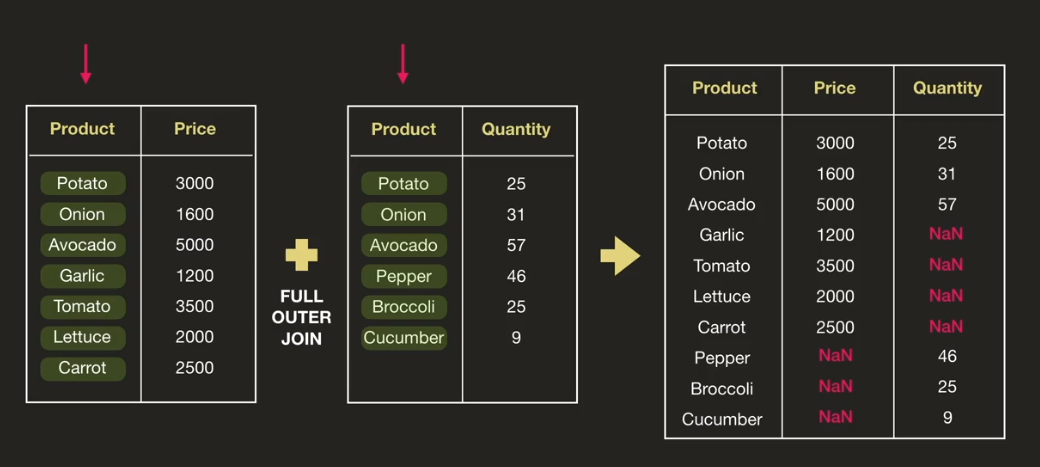 Product Price
Potato 3000
Onion 1600
Avocado 5000
Garlic 1200
Tomato 3500
Lettuce 2000
Carrot 2500
FULL
OUTER
JOIN
Product Quantity
Potato 25
Onion 31
Avocado 57
Pepper 46
Broccoli 25
Cucumber 9
Product Price Quantity
Potato 3000 25
Onion 1600 31
Avocado 5000 57
Garlic 1200 NaN
Tomato 3500 NaN
Lettuce 2000 NaN
Carrot 2500 NaN
Pepper NaN 46
Broccoli NaN 25
Cucumber NaN 9